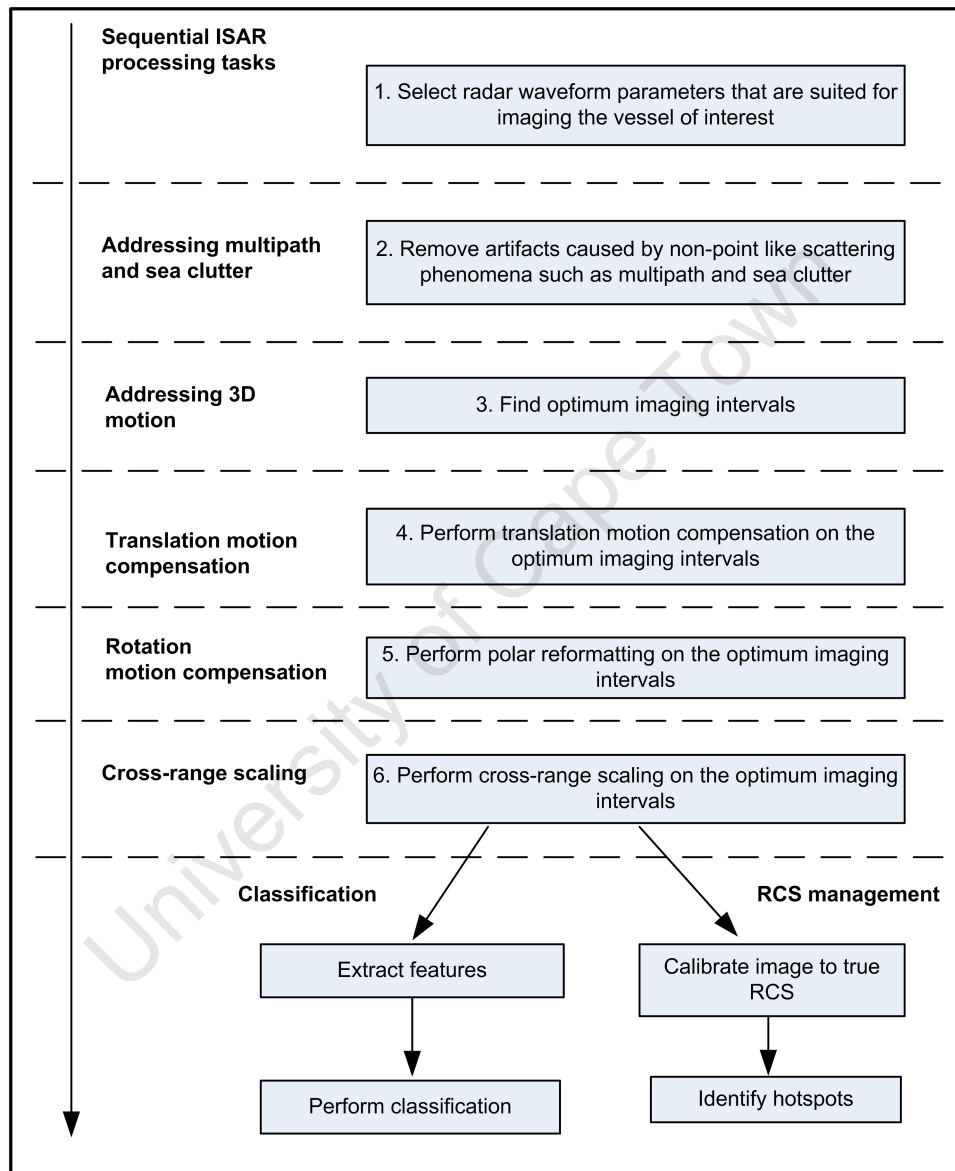 Sequential ISAR
processing tasks
1. Select radar waveform parameters that are suited for
imaging the vessel of interest
Addressing multipath
and sea clutter
2. Remove artifacts caused by non-point like scattering
phenomena such as multipath and sea clutter
Addressing 3D
motion
3. Find optimum imaging intervals
Translation motion
compensation
4. Perform translation motion compensation on the
optimum imaging intervals
Rotation
motion compensation
5. Perform polar reformatting on the optimum imaging
intervals
Cross-range scaling
6. Perform cross-range scaling on the optimum imaging
intervals
Classification
RCS management
Extract features
Calibrate image to true
RCS
Perform classification
Identify hotspots
University of Cape Town